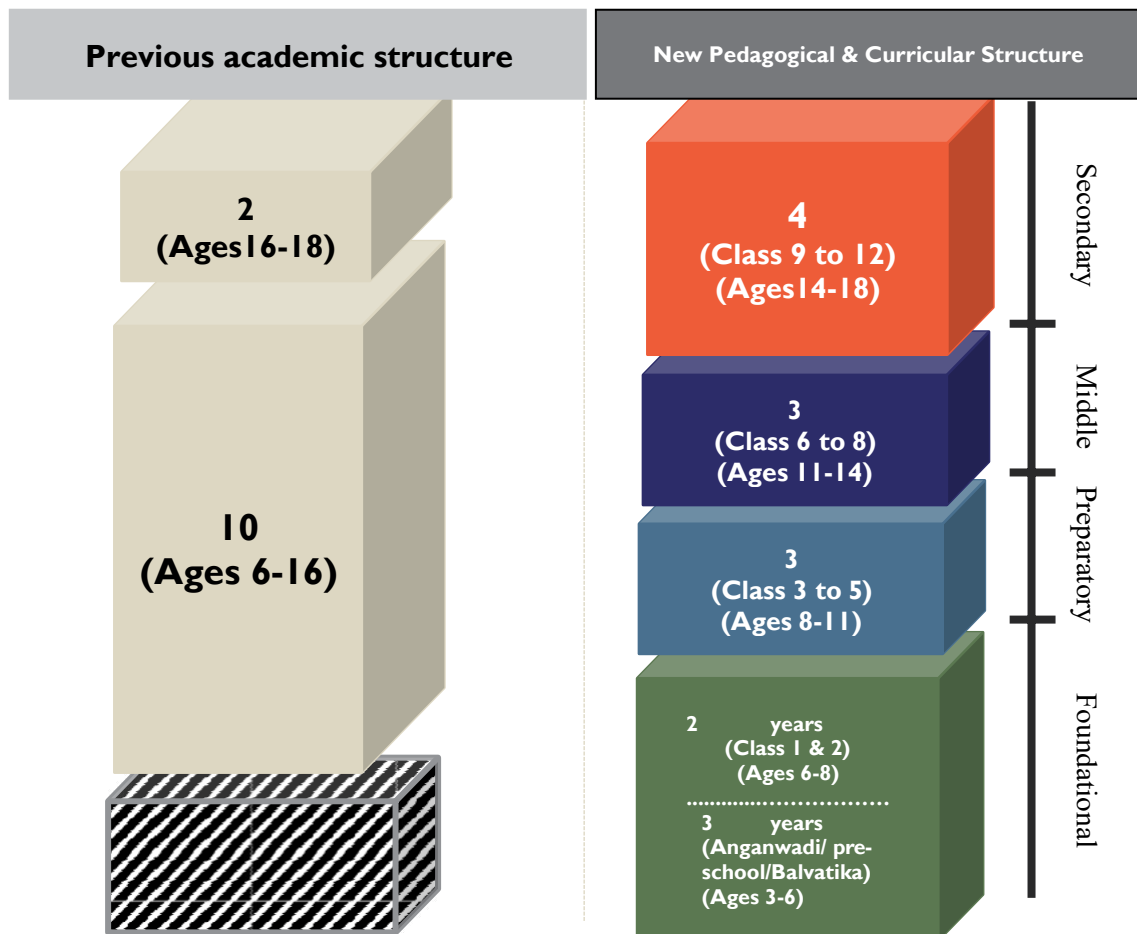 Previous academic structure
New Pedagogical & Curricular Structure
2
(Ages16-18)
10
(Ages 6-16)
4
(Class 9 to 12)
(Ages14-18)
3
(Class 6 to 8)
(Ages 11-14)
3
(Class 3 to 5)
(Ages 8-11)
2 years
(Class 1 & 2)
(Ages 6-8)
3 years
(Anganwadi/ pre-
school/Balvatika)
(Ages 3-6)
Secondary
Middle
Preparatory
Foundational